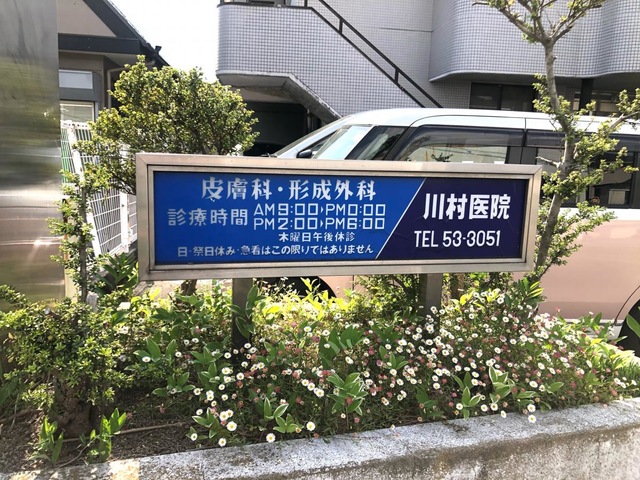 皮膚科・形成外科
診療時間
AM9:00〜PM0:00
PM2:00〜PM6:00
木曜日午後休診
日・祭日休み・急看はこの限りではありません
川村医院
TEL 53-3051